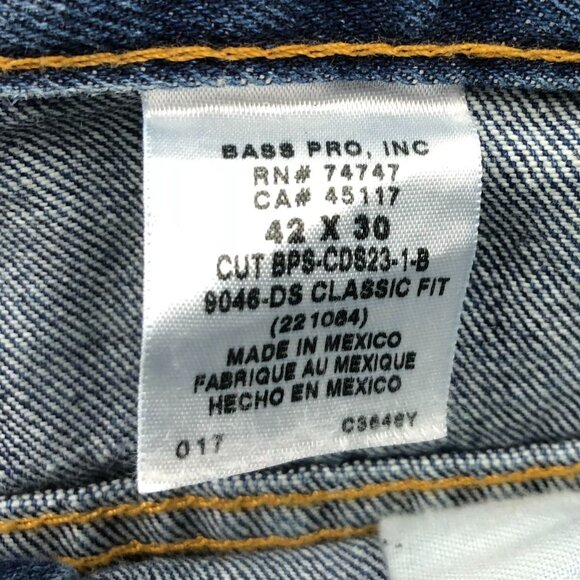 BASS PRO, INC
RN# 74747
CA# 45117
42 X 30
CUT BPS-CDS23-1-B
9046-DS CLASSIC FIT
(221064)
MADE IN MEXICO
FABRIQUE AU MEXIQUE
HECHO EN MEXICO
017 CS646Y